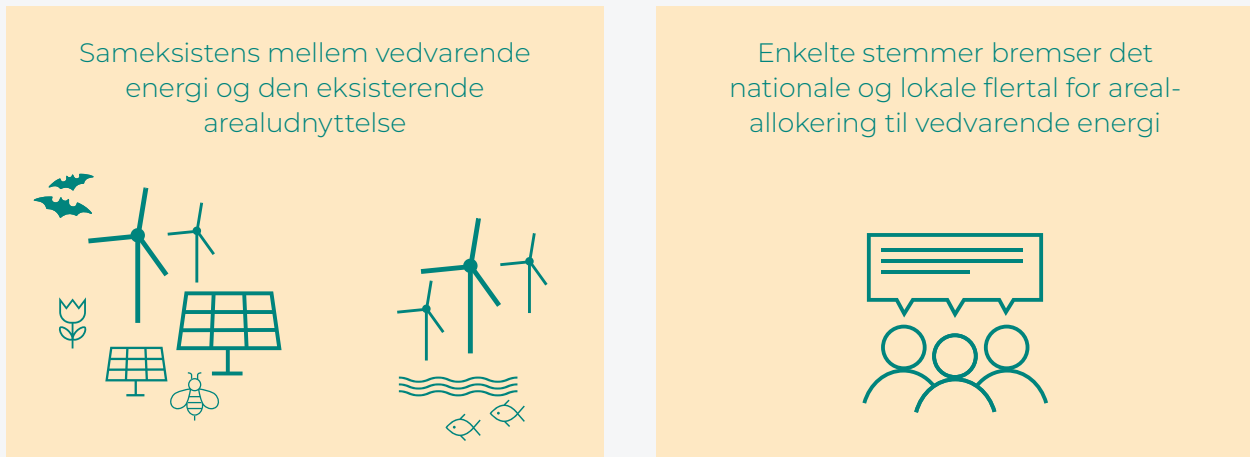 Sameksistens mellem vedvarende
energi og den eksisterende
arealudnyttelse
Enkelte stemmer bremser det
nationale og lokale flertal for areal-
allokering til vedvarende energi